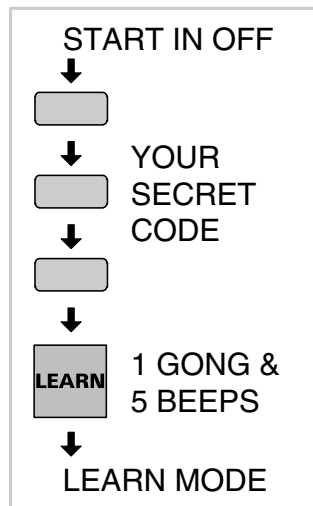 START IN OFF
YOUR
SECRET
CODE
LEARN
1 GONG &
5 BEEPS
LEARN MODE